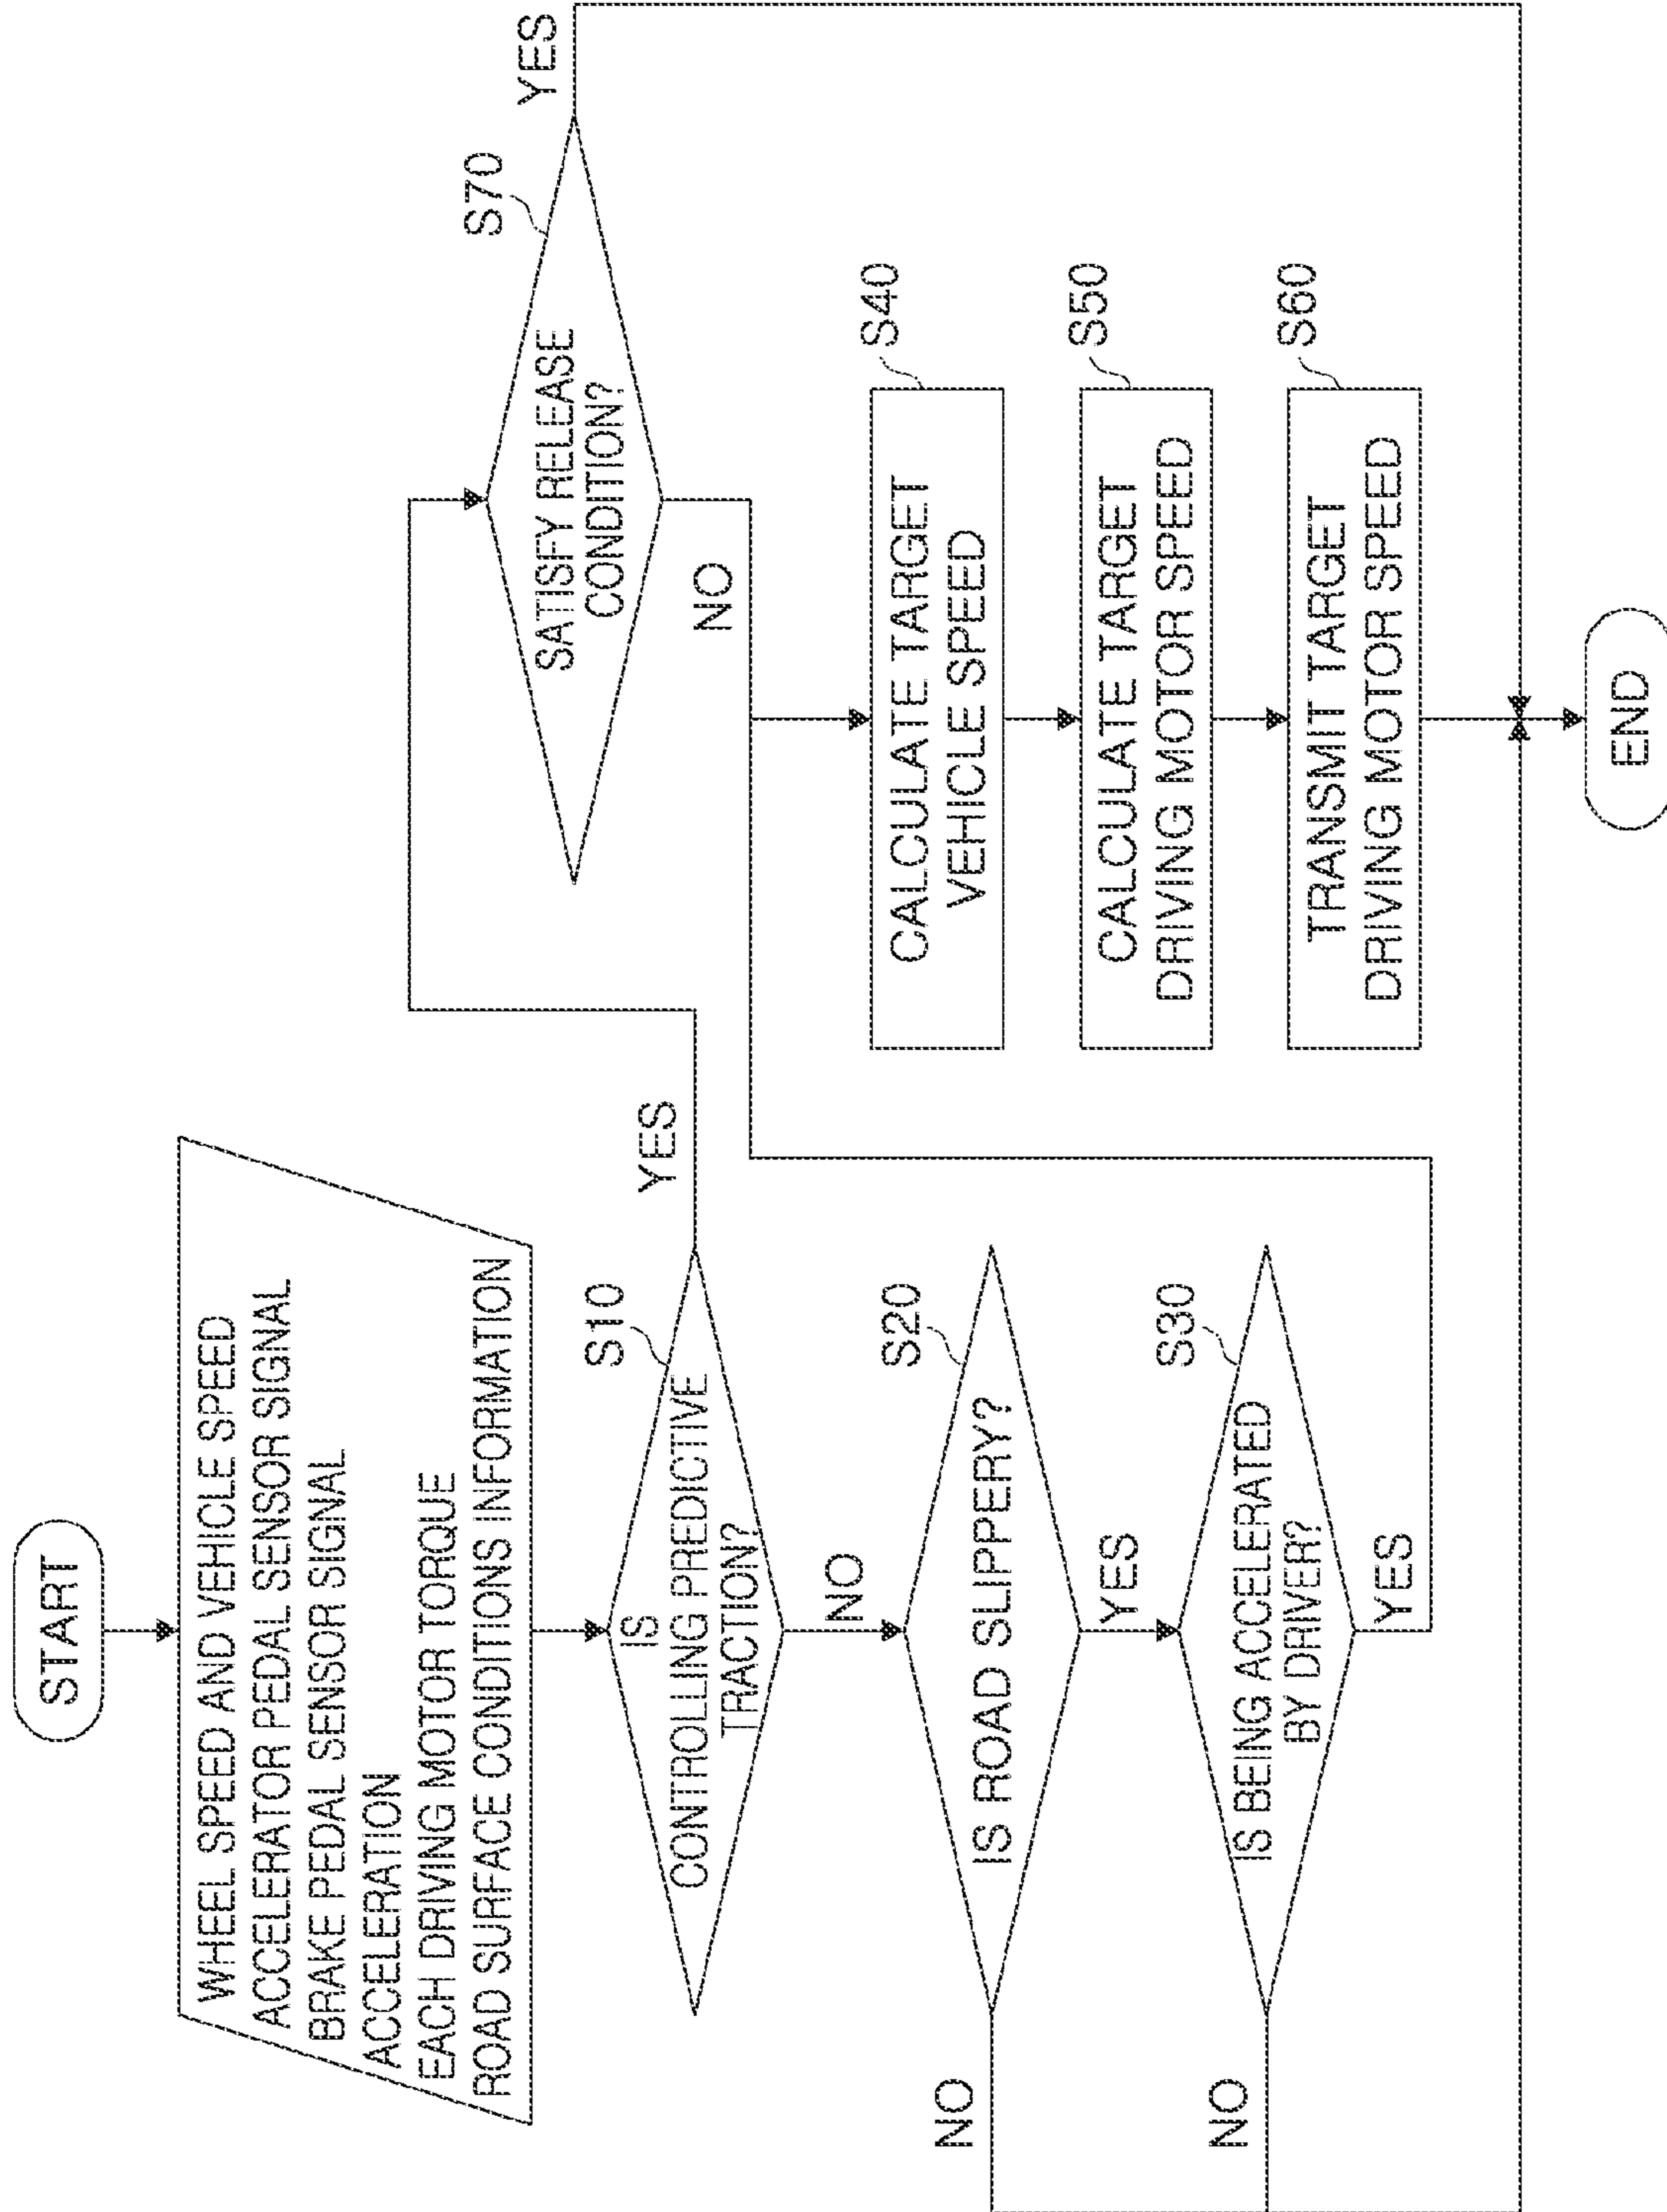 START
WHEEL SPEED AND VEHICLE SPEED
ACCELERATOR PEDAL SENSOR SIGNAL
BRAKE PEDAL SENSOR SIGNAL
ACCELERATION
EACH DRIVING MOTOR TORQUE
ROAD SURFACE CONDITIONS INFORMATION
S10
IS
CONTROLLING PREDICTIVE
TRACTION?
YES
NO
S20
IS ROAD SLIPPERY?
NO
YES
S30
IS BEING ACCELERATED
BY DRIVER?
NO
YES
S70
SATISFY RELEASE
CONDITION?
YES
NO
S40
CALCULATE TARGET
VEHICLE SPEED
S50
CALCULATE TARGET
DRIVING MOTOR SPEED
S60
TRANSMIT TARGET
DRIVING MOTOR SPEED
END